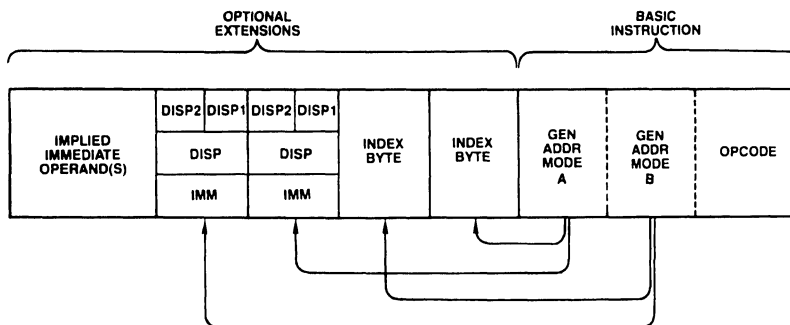 OPTIONAL
EXTENSIONS
BASIC
INSTRUCTION
IMPLIED
IMMEDIATE
OPERAND(S)
DISP2 DISP1 DISP2 DISP1
DISP DISP
IMM IMM
INDEX
BYTE
INDEX
BYTE
GEN
ADDR
MODE
A
GEN
ADDR
MODE
B
OPCODE